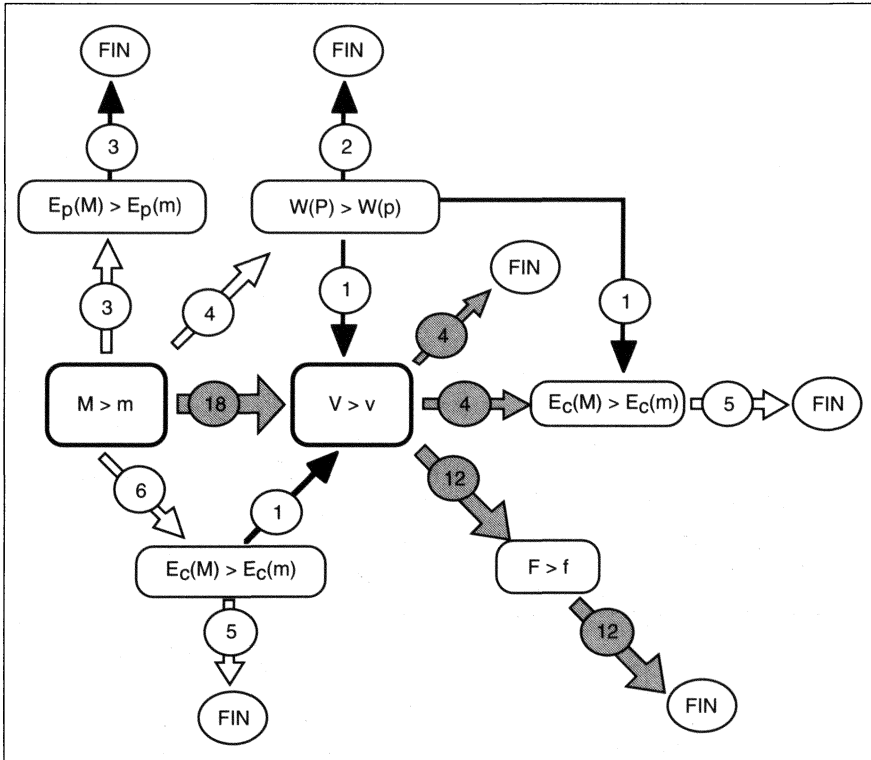 FIN
FIN
3
2
Ep(M) > Ep(m)
W(P) > W(p)
FIN
3
4
1
1
4
M > m
18
V > v
4
Ec(M) > Ec(m)
5
FIN
6
1
12
Ec(M) > Ec(m)
F > f
5
12
FIN
FIN